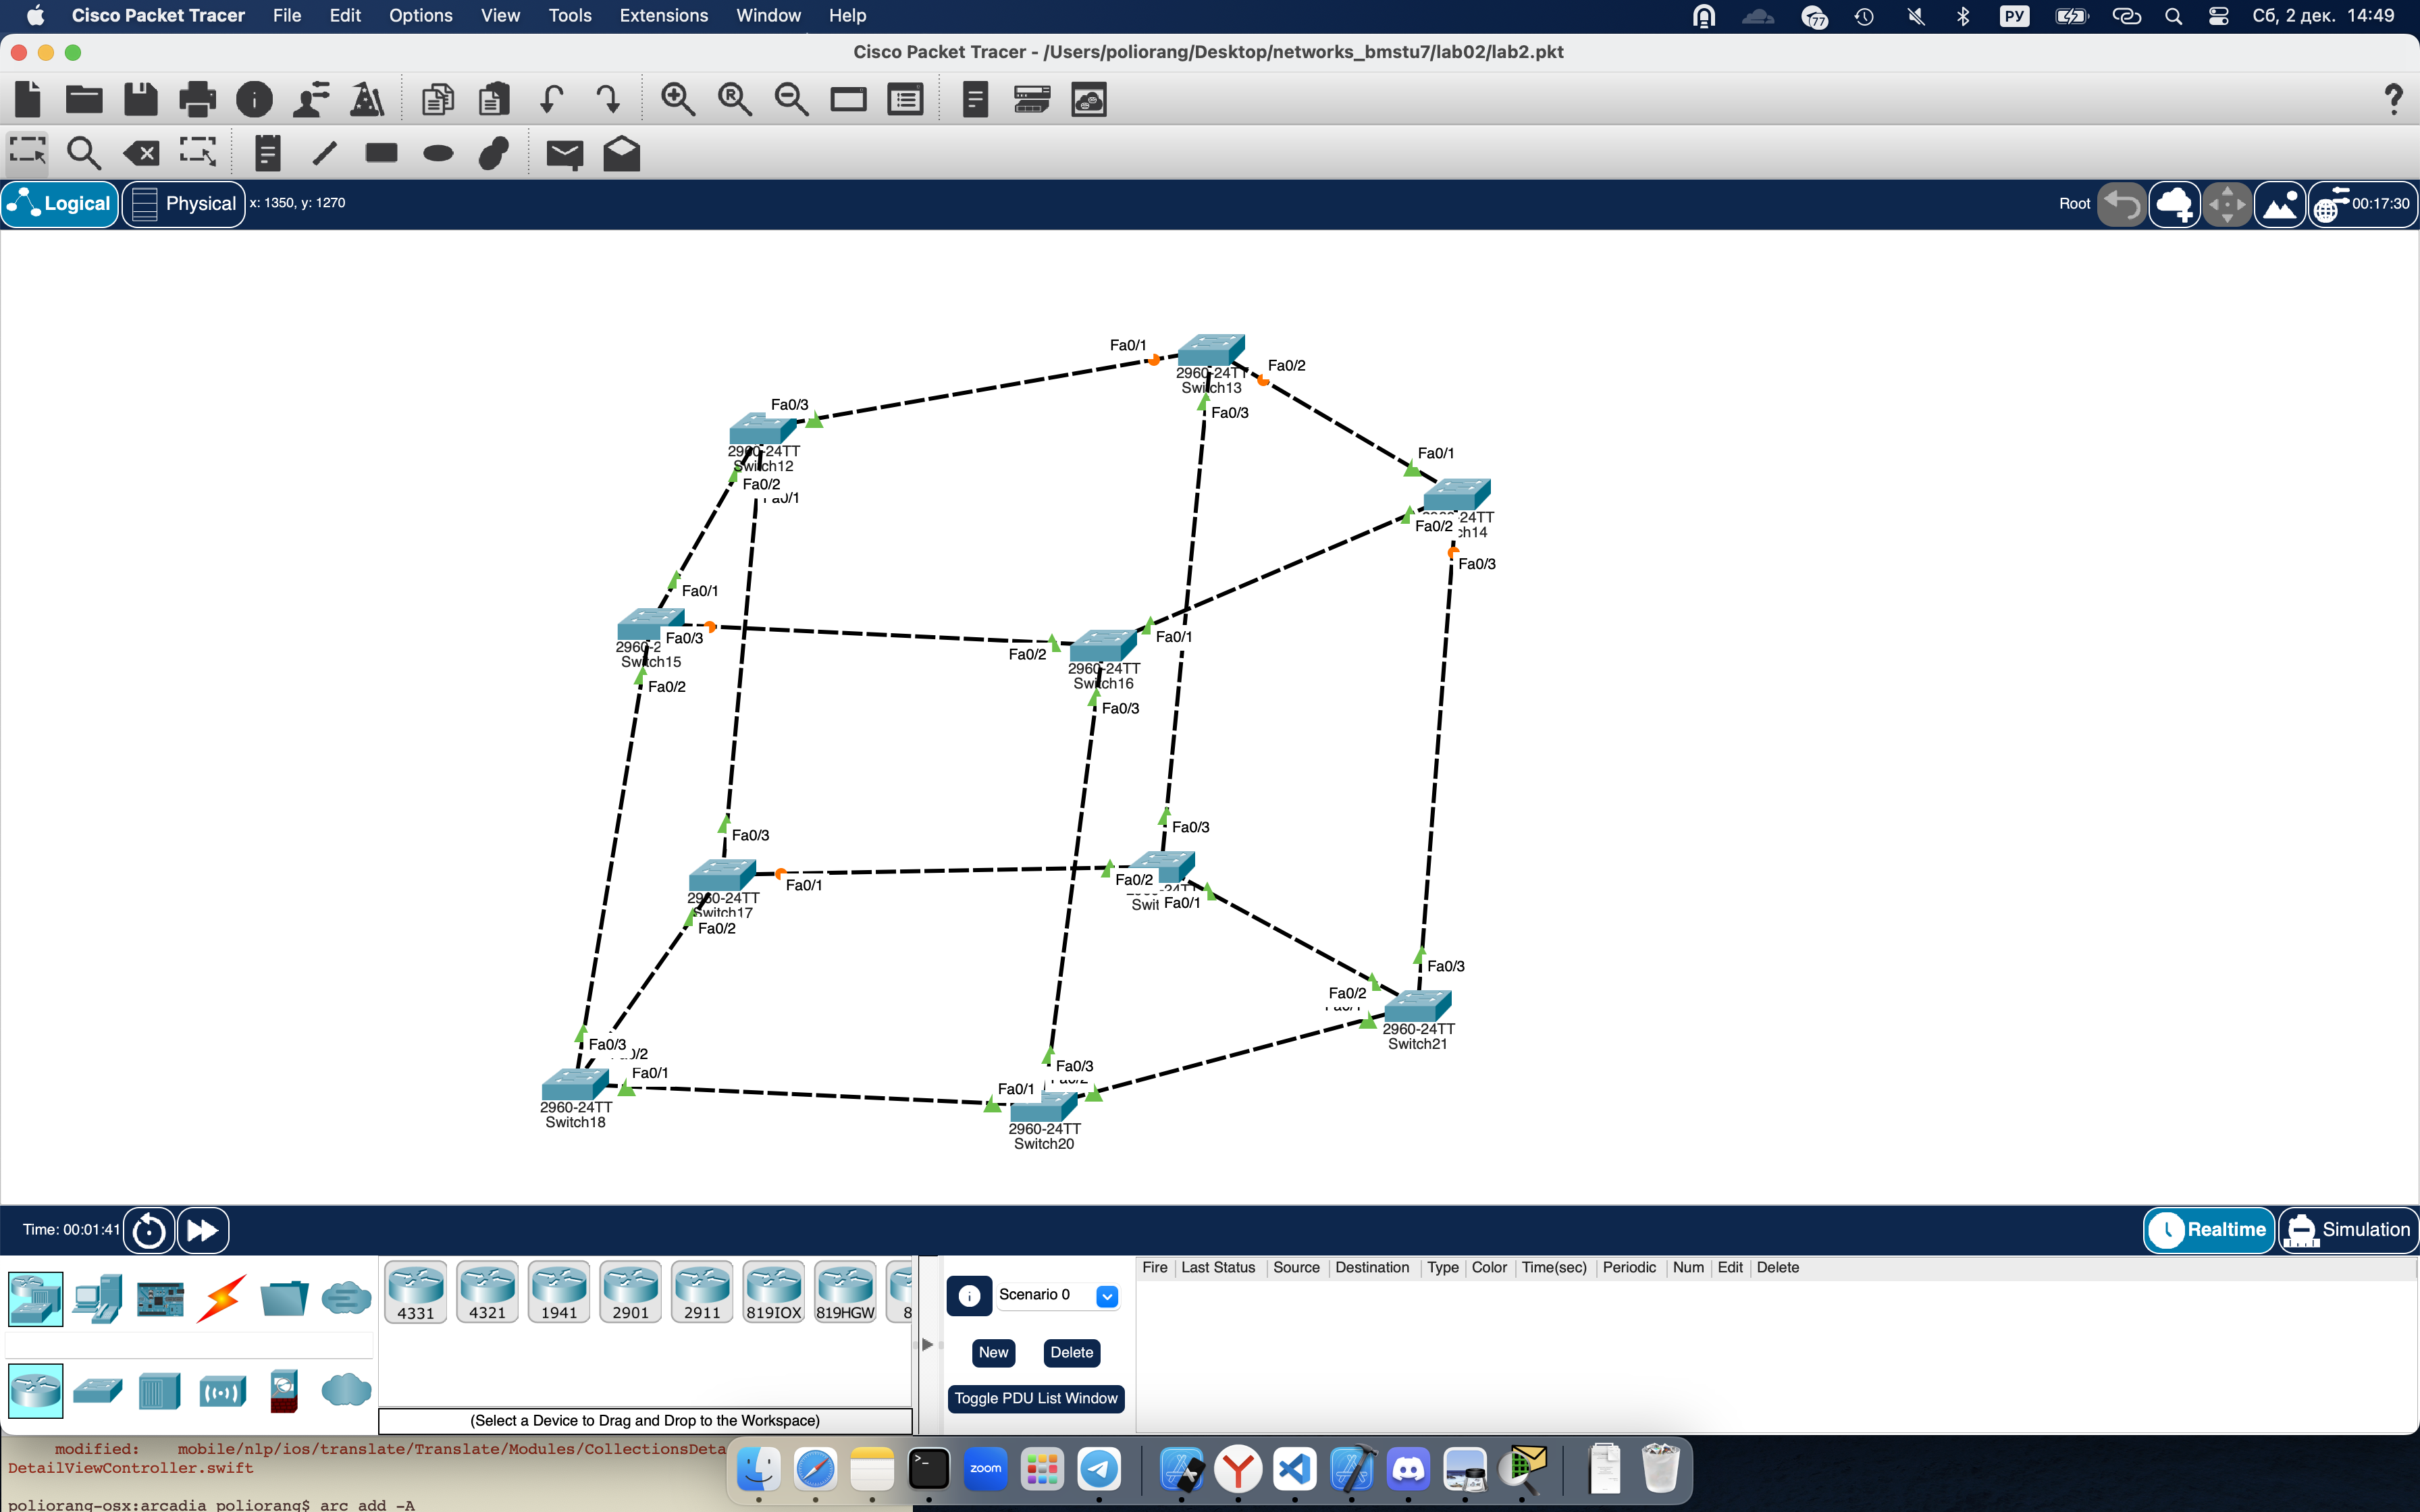 Cisco Packet Tracer File Edit Options View Tools Extensions Window Help 77 РУ Сб, 2 дек. 14:49
Cisco Packet Tracer - /Users/poliorang/Desktop/networks_bmstu7/lab02/lab2.pkt
Logical Physical x: 1350, y: 1270 Root 00:17:30
Fa0/1
Fa0/2
2960-24TT
Switch13
Fa0/3
Fa0/3
2960-24TT
Switch12
Fa0/2
Fa0/1
Fa0/1
24TT
Fa0/2
ch14
Fa0/3
Fa0/1
Fa0/3
2960-2
Switch15
Fa0/2
Fa0/1
Fa0/2
2960-24TT
Switch16
Fa0/3
Fa0/3
Fa0/3
Fa0/1
2960-24TT
Switch17
Fa0/2
Fa0/2
Swit Fa0/1
Fa0/3
Fa0/2
2960-24TT
Switch21
Fa0/3
Fa0/1
2960-24TT
Switch18
Fa0/3
Fa0/1
2960-24TT
Switch20
Time: 00:01:41 Realtime Simulation
4331 4321 1941 2901 2911 819IOX 819HGW 8
(Select a Device to Drag and Drop to the Workspace)
Scenario 0
New Delete
Toggle PDU List Window
Fire Last Status Source Destination Type Color Time(sec) Periodic Num Edit Delete
modified: mobile/nlp/ios/translate/Translate/Modules/CollectionsDeta
DetailViewController.swift
poliorang-osx:arcadia poliorang$ arc add -A
zoom